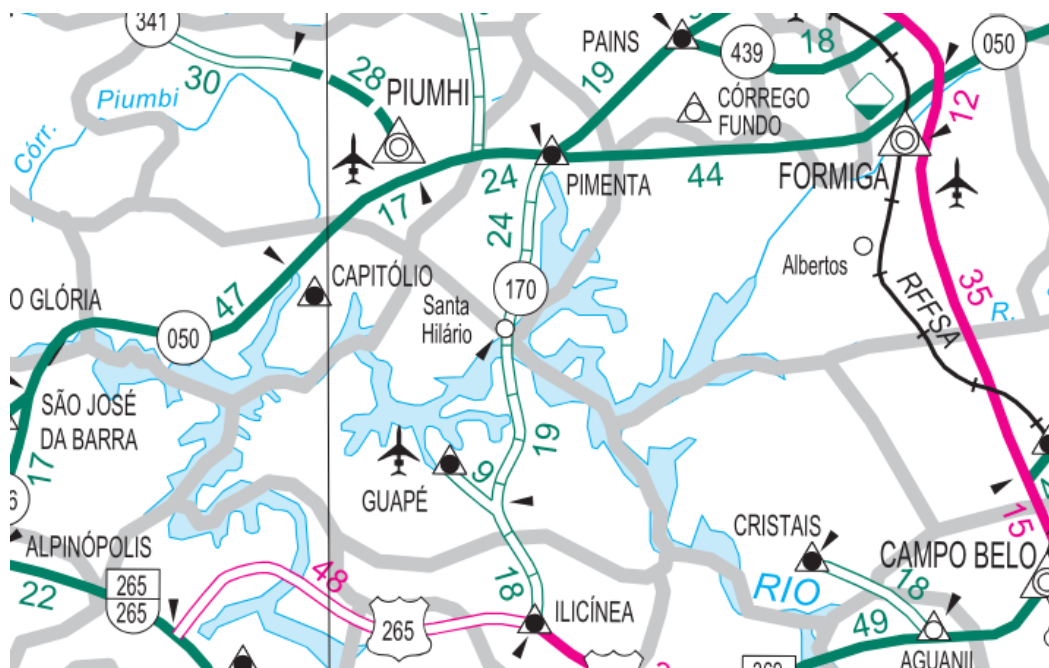 341
30
28
Piumbi
Córr.
PIUMHI
PAINS
19
439
18
050
12
CÓRREGO
FUNDO
FORMIGA
24
PIMENTA
44
17
24
47
CAPITÓLIO
170
Santa
Hilário
Albertos
35
R.
RFFSA
O GLÓRIA
050
SÃO JOSÉ
DA BARRA
17
6
19
9
GUAPÉ
15
ALPINÓPOLIS
22
265
265
48
265
18
ILICÍNEA
CRISTAIS
RIO
18
CAMPO BELO
49
AGUANIL